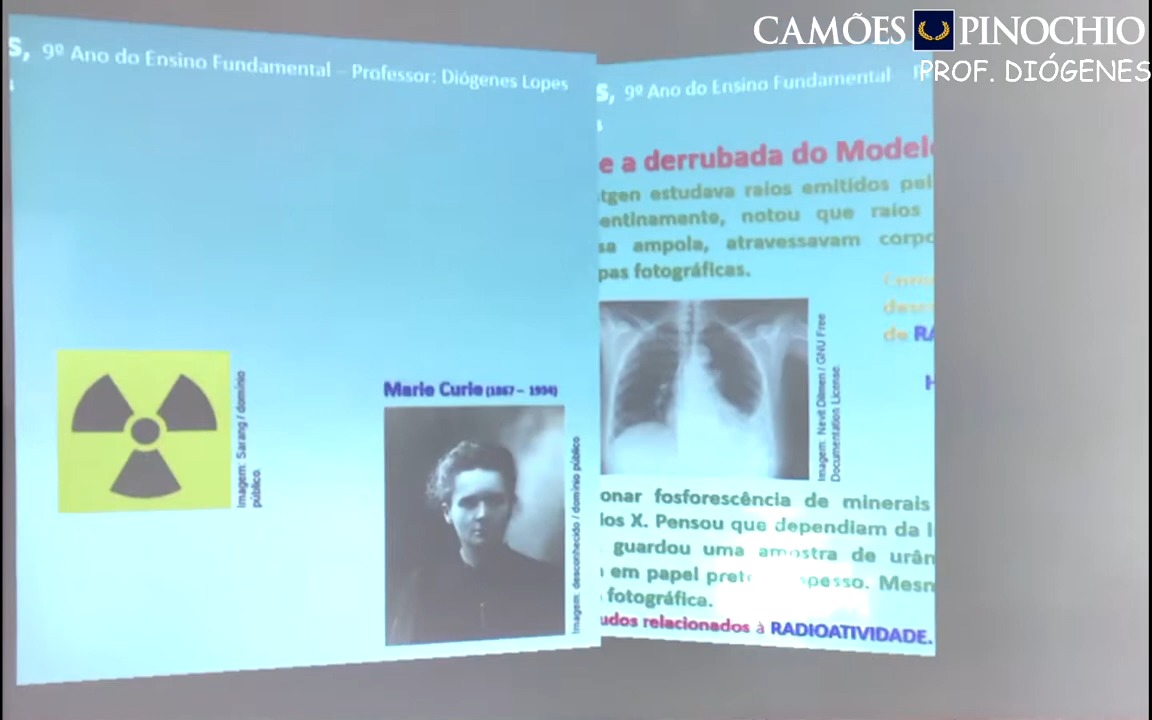 CAMÕES PINOCHIO
PROF. DIÓGENES
S, 9º Ano do Ensino Fundamental – Professor: Diógenes Lopes
Imagem: Sarang / domínio
público.
Marie Curie (1867 – 1934)
Imagem: desconhecido / domínio público
S, 9º Ano do Ensino Fundamental
e a derrubada do Model
tgen estudava raios emitidos pel
entinamente, notou que raios
sa ampola, atravessavam corpo
pas fotográficas.
de RA
Imagem: Nevit Dilmen / GNU Free
Documentation License.
onar fosforescência de minerais
ios X. Pensou que dependiam da l
guardou uma amostra de urân
em papel pret spesso. Mesm
fotográfica.
udos relacionados à RADIOATIVIDADE.